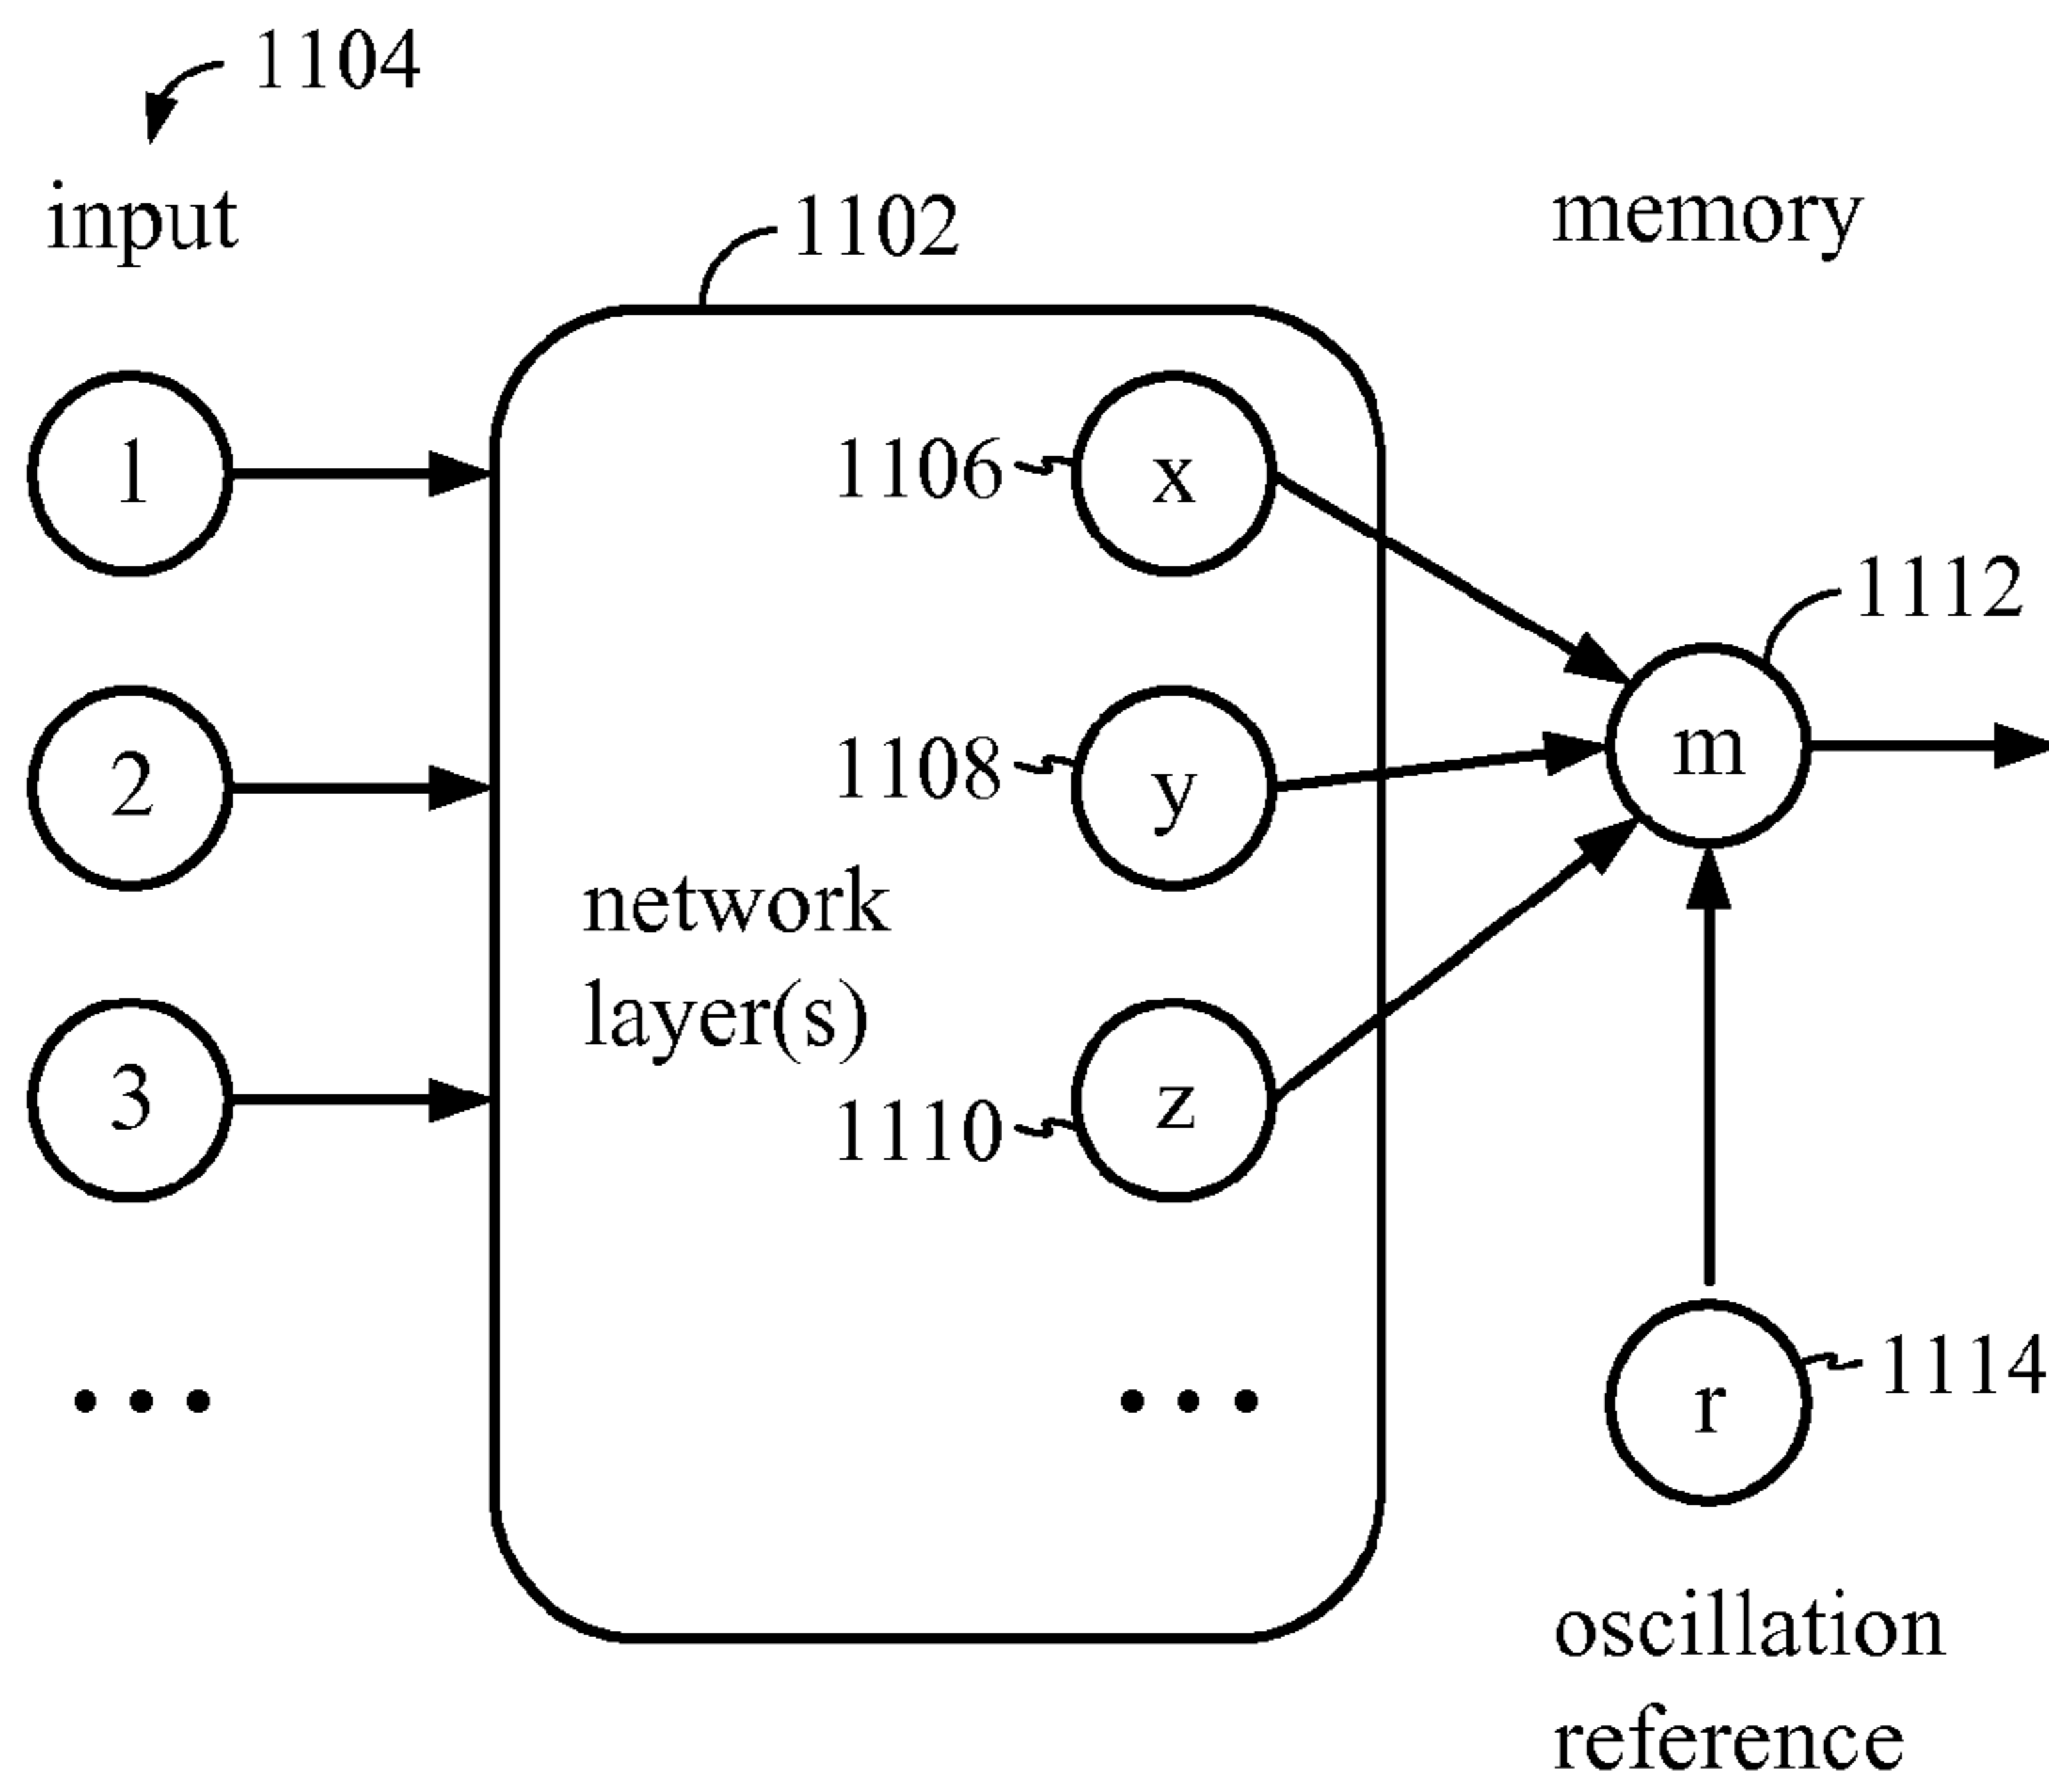 1104
input
1102
memory
1
1106
x
1112
2
1108
y
m
network
layer(s)
3
1110
z
...
...
r
1114
oscillation
reference